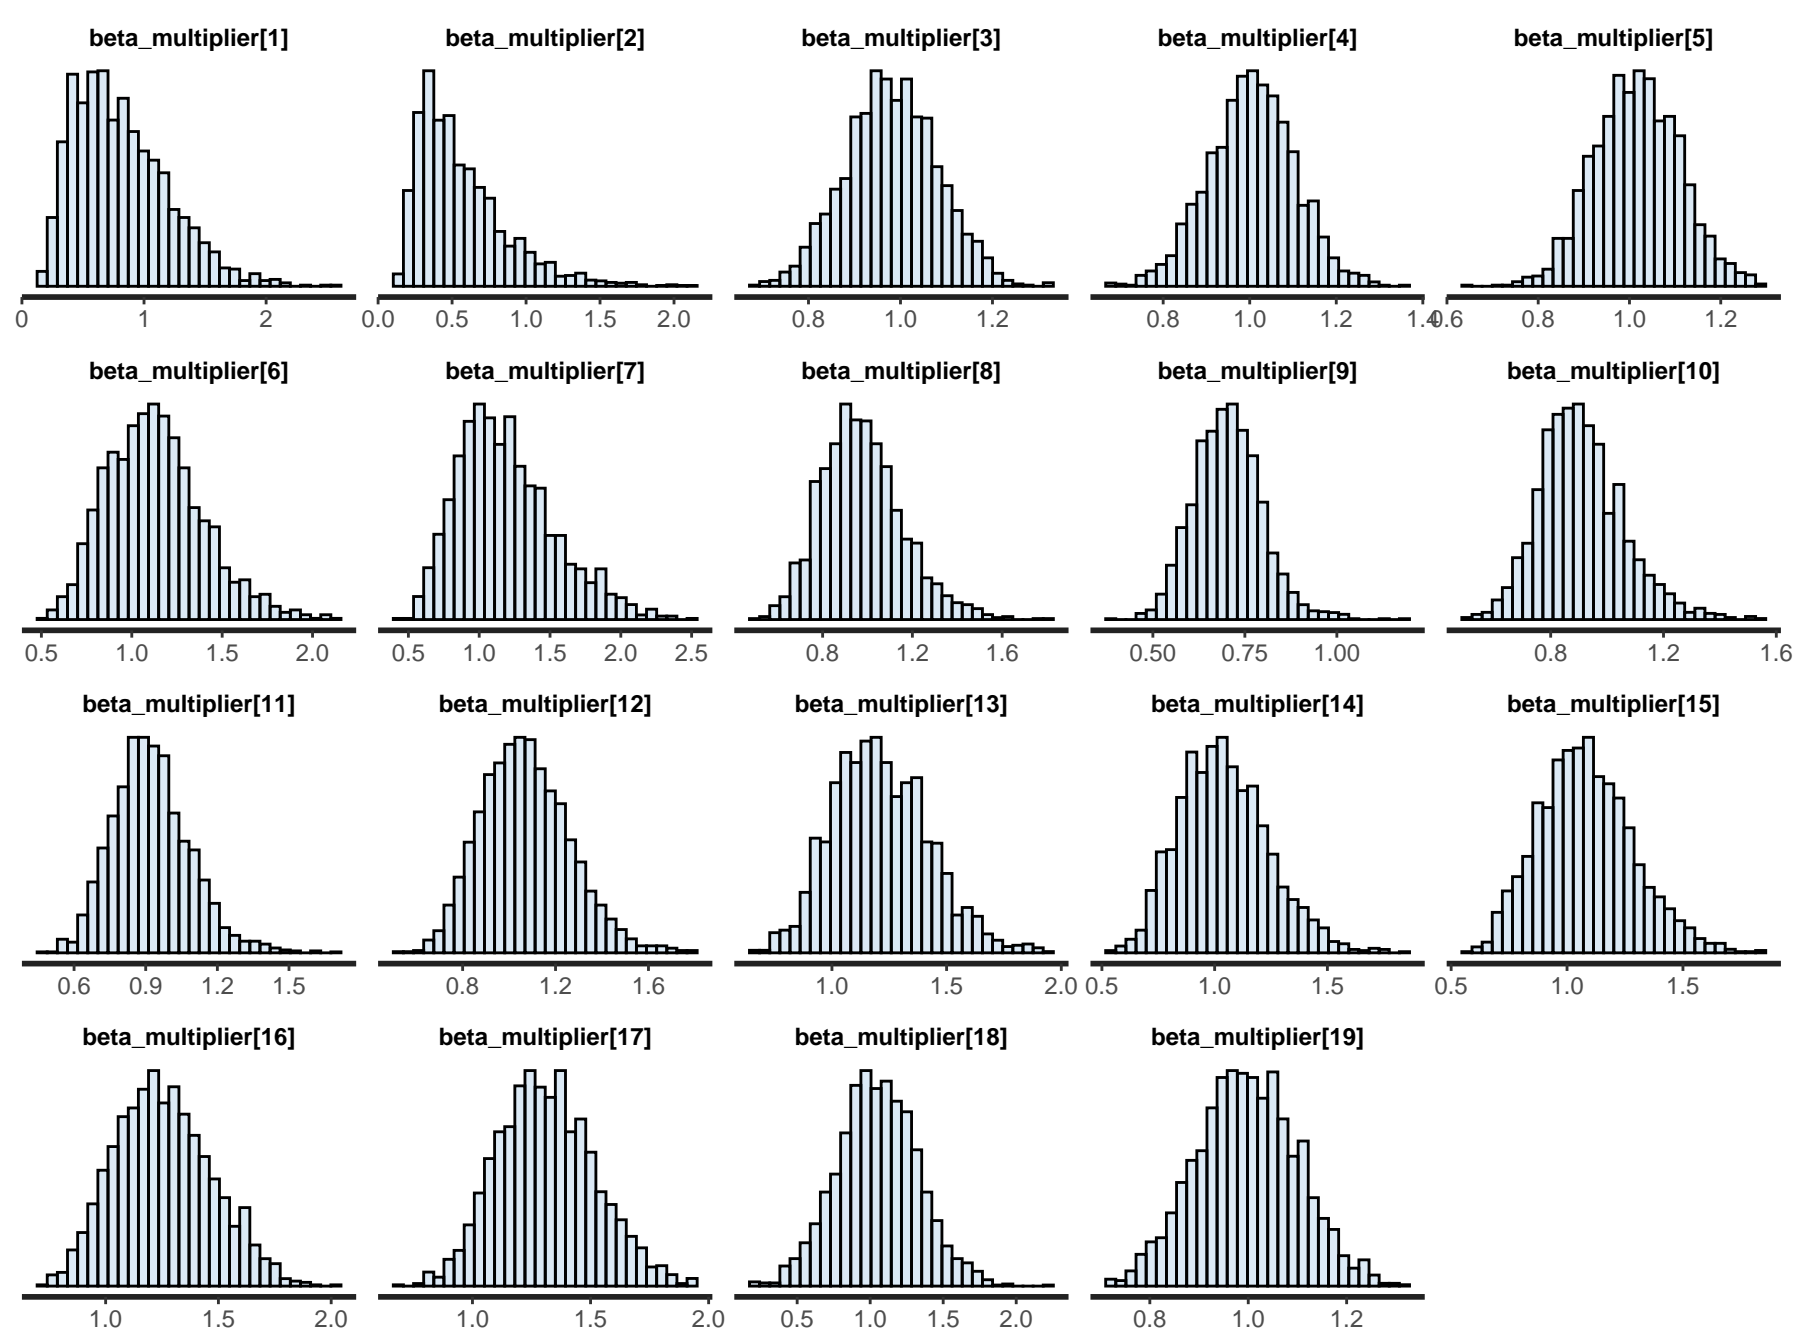 beta_multiplier[1] beta_multiplier[2] beta_multiplier[3] beta_multiplier[4] beta_multiplier[5]
0 1 2 0.0 0.5 1.0 1.5 2.0 0.8 1.0 1.2 0.8 1.0 1.2 1.4 0.6 0.8 1.0 1.2
beta_multiplier[6] beta_multiplier[7] beta_multiplier[8] beta_multiplier[9] beta_multiplier[10]
0.5 1.0 1.5 2.0 0.5 1.0 1.5 2.0 2.5 0.8 1.2 1.6 0.50 0.75 1.00 0.8 1.2 1.6
beta_multiplier[11] beta_multiplier[12] beta_multiplier[13] beta_multiplier[14] beta_multiplier[15]
0.6 0.9 1.2 1.5 0.8 1.2 1.6 1.0 1.5 2.0 0.5 1.0 1.5 0.5 1.0 1.5
beta_multiplier[16] beta_multiplier[17] beta_multiplier[18] beta_multiplier[19]
1.0 1.5 2.0 1.0 1.5 2.0 0.5 1.0 1.5 2.0 0.8 1.0 1.2